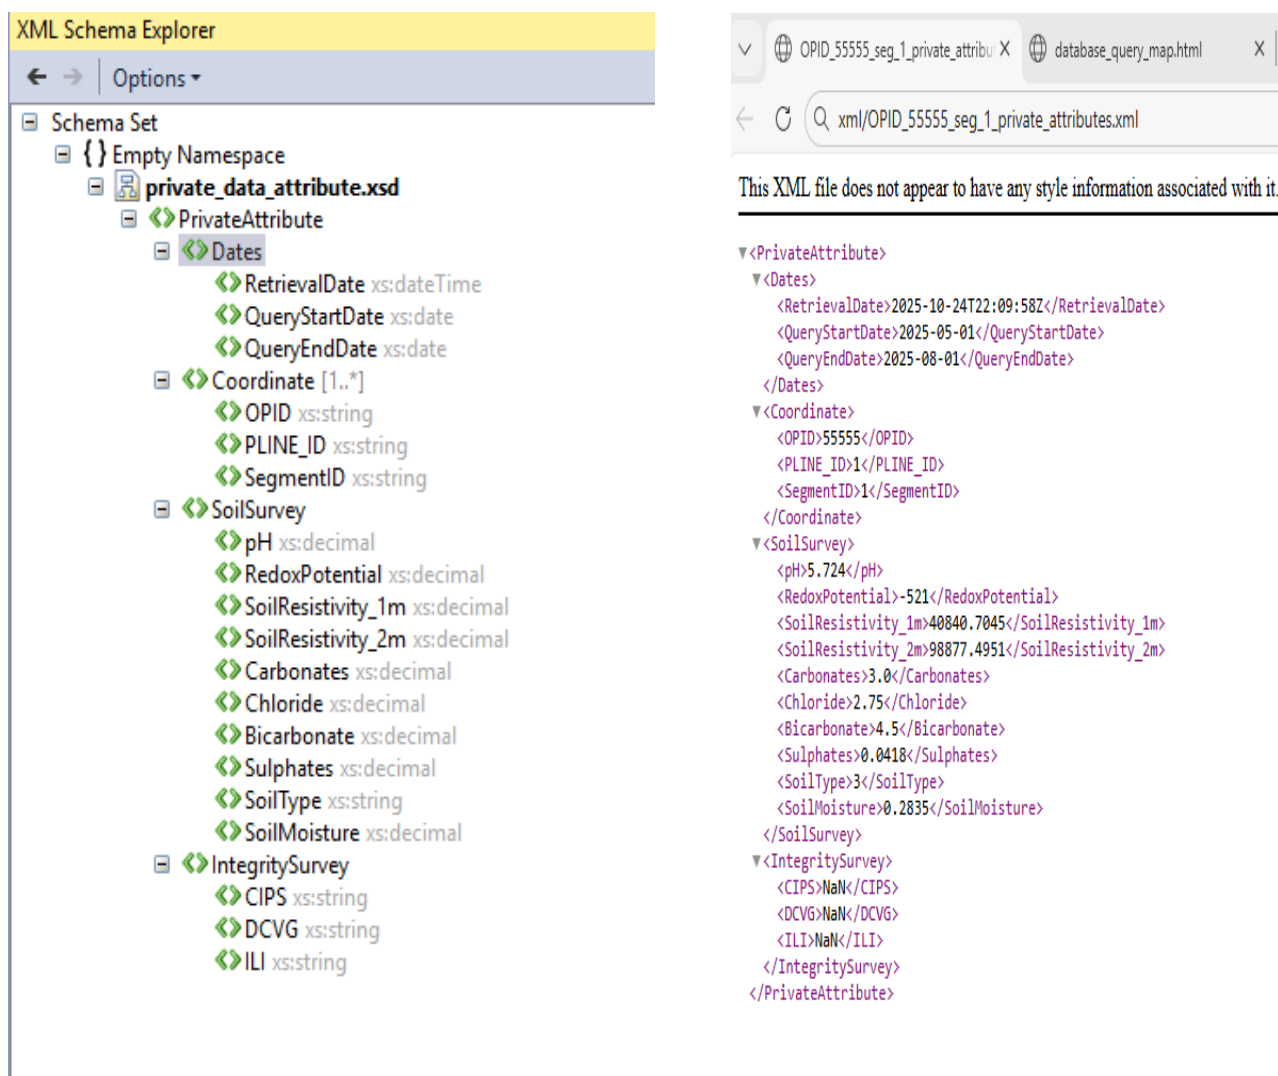 XML Schema Explorer
Options
Schema Set
{ } Empty Namespace
private_data_attribute.xsd
PrivateAttribute
Dates
RetrievalDate xs:dateTime
QueryStartDate xs:date
QueryEndDate xs:date
Coordinate [1..*]
OPID xs:string
PLINE_ID xs:string
SegmentID xs:string
SoilSurvey
pH xs:decimal
RedoxPotential xs:decimal
SoilResistivity_1m xs:decimal
SoilResistivity_2m xs:decimal
Carbonates xs:decimal
Chloride xs:decimal
Bicarbonate xs:decimal
Sulphates xs:decimal
SoilType xs:string
SoilMoisture xs:decimal
IntegritySurvey
CIPS xs:string
DCVG xs:string
ILI xs:string
OPID_55555_seg_1_private_attribu
database_query_map.html
xml/OPID_55555_seg_1_private_attributes.xml
This XML file does not appear to have any style information associated with it.
<PrivateAttribute>
<Dates>
<RetrievalDate>2025-10-24T22:09:58Z</RetrievalDate>
<QueryStartDate>2025-05-01</QueryStartDate>
<QueryEndDate>2025-08-01</QueryEndDate>
</Dates>
<Coordinate>
<OPID>55555</OPID>
<PLINE_ID>1</PLINE_ID>
<SegmentID>1</SegmentID>
</Coordinate>
<SoilSurvey>
<pH>5.724</pH>
<RedoxPotential>-521</RedoxPotential>
<SoilResistivity_1m>40840.7045</SoilResistivity_1m>
<SoilResistivity_2m>98877.4951</SoilResistivity_2m>
<Carbonates>3.0</Carbonates>
<Chloride>2.75</Chloride>
<Bicarbonate>4.5</Bicarbonate>
<Sulphates>0.0418</Sulphates>
<SoilType>3</SoilType>
<SoilMoisture>0.2835</SoilMoisture>
</SoilSurvey>
<IntegritySurvey>
<CIPS>NaN</CIPS>
<DCVG>NaN</DCVG>
<ILI>NaN</ILI>
</IntegritySurvey>
</PrivateAttribute>